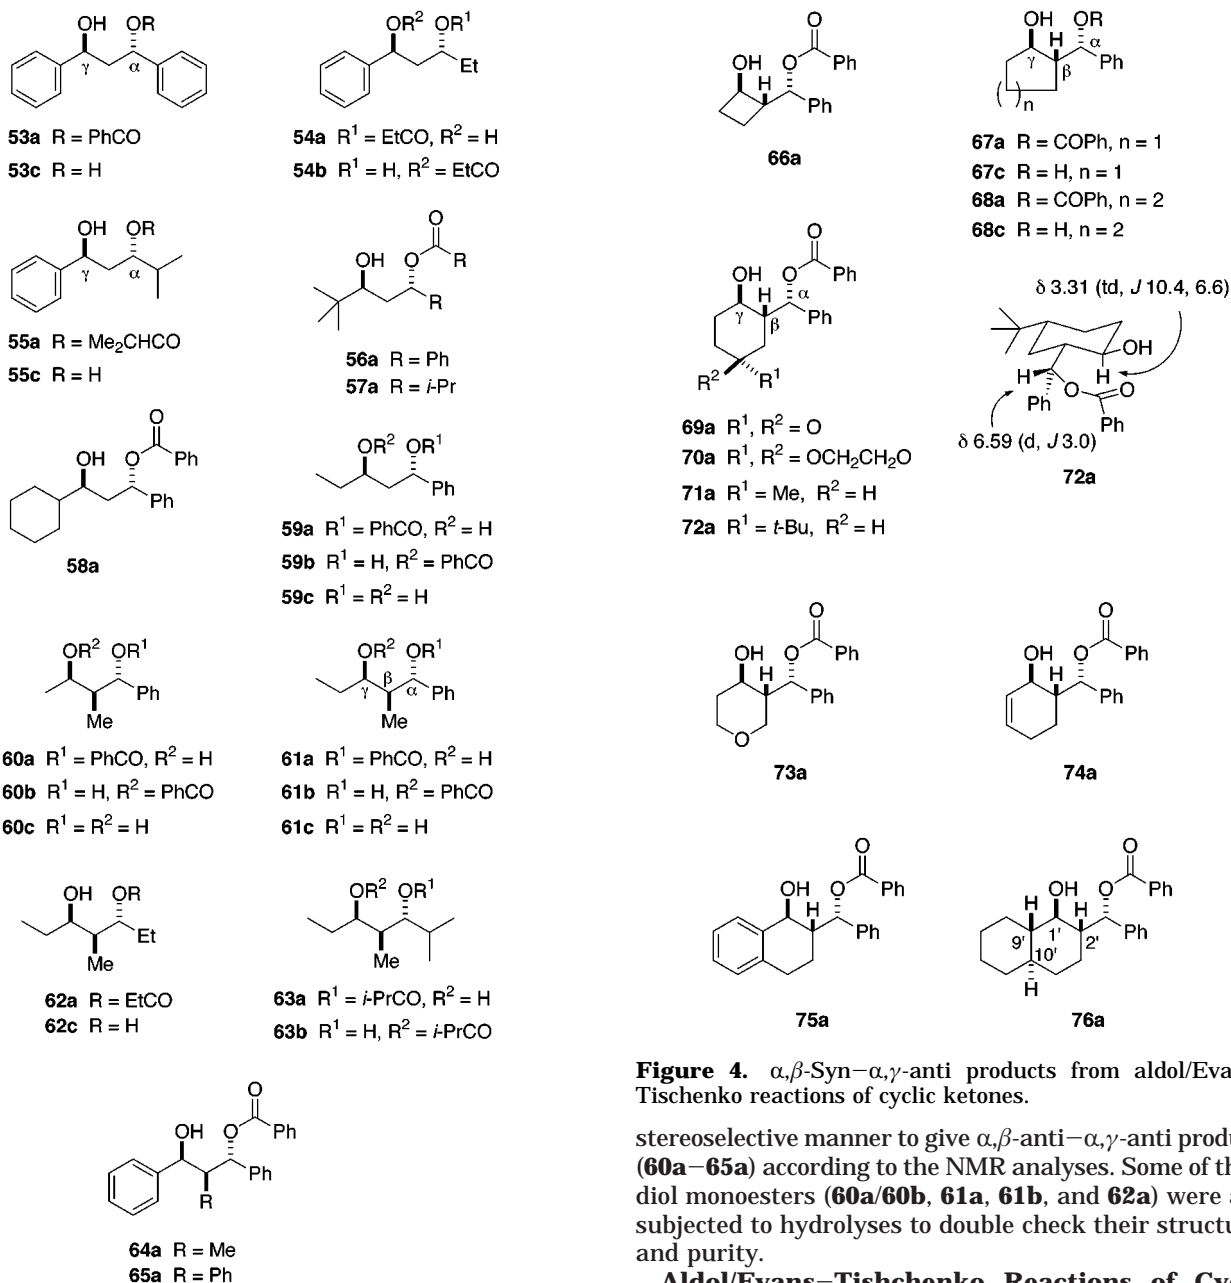 OH OR
γ α
53a R = PhCO
53c R = H
OR² OR¹
Et
54a R¹ = EtCO, R² = H
54b R¹ = H, R² = EtCO
OH OR
γ α
55a R = Me₂CHCO
55c R = H
O
OH O R
R
56a R = Ph
57a R = i-Pr
O
OH O Ph
Ph
58a
OR² OR¹
Ph
59a R¹ = PhCO, R² = H
59b R¹ = H, R² = PhCO
59c R¹ = R² = H
OR² OR¹
Ph
Me
60a R¹ = PhCO, R² = H
60b R¹ = H, R² = PhCO
60c R¹ = R² = H
OR² OR¹
β
γ α Ph
Me
61a R¹ = PhCO, R² = H
61b R¹ = H, R² = PhCO
61c R¹ = R² = H
OH OR
Et
Me
62a R = EtCO
62c R = H
OR² OR¹
Me
63a R¹ = i-PrCO, R² = H
63b R¹ = H, R² = i-PrCO
O
OH O Ph
Ph
R
64a R = Me
65a R = Ph
O
OH O Ph
H
Ph
66a
OH OR
H α
γ Ph
β
( )n
67a R = COPh, n = 1
67c R = H, n = 1
68a R = COPh, n = 2
68c R = H, n = 2
O
OH O Ph
H α
γ Ph
β
R² R¹
69a R¹, R² = O
70a R¹, R² = OCH₂CH₂O
71a R¹ = Me, R² = H
72a R¹ = t-Bu, R² = H
δ 3.31 (td, J 10.4, 6.6)
OH
H H
O O
Ph
Ph
δ 6.59 (d, J 3.0)
72a
O
OH O Ph
H
Ph
O
73a
O
OH O Ph
H
Ph
74a
O
OH O Ph
H
Ph
75a
O
OH O Ph
H H
1' Ph
9' 2'
10'
H
76a
Figure 4. α,β-Syn−α,γ-anti products from aldol/Eva
Tischenko reactions of cyclic ketones.
stereoselective manner to give α,β-anti−α,γ-anti produ
(60a−65a) according to the NMR analyses. Some of th
diol monoesters (60a/60b, 61a, 61b, and 62a) were a
subjected to hydrolyses to double check their structu
and purity.
Aldol/Evans−Tishchenko Reactions of Cyc